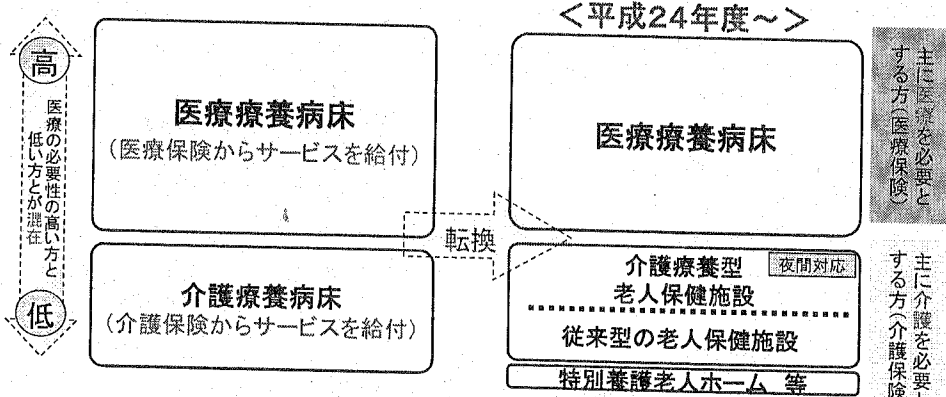 <平成24年度~>
高
医療の必要性の高い方と
低い方とが混在
低
医療療養病床
(医療保険からサービスを給付)
介護療養病床
(介護保険からサービスを給付)
転換
医療療養病床
介護療養型
老人保健施設
夜間対応
従来型の老人保健施設
特別養護老人ホーム 等
主に医療を必要と
する方(医療保険)
主に介護を必要と
する方(介護保険